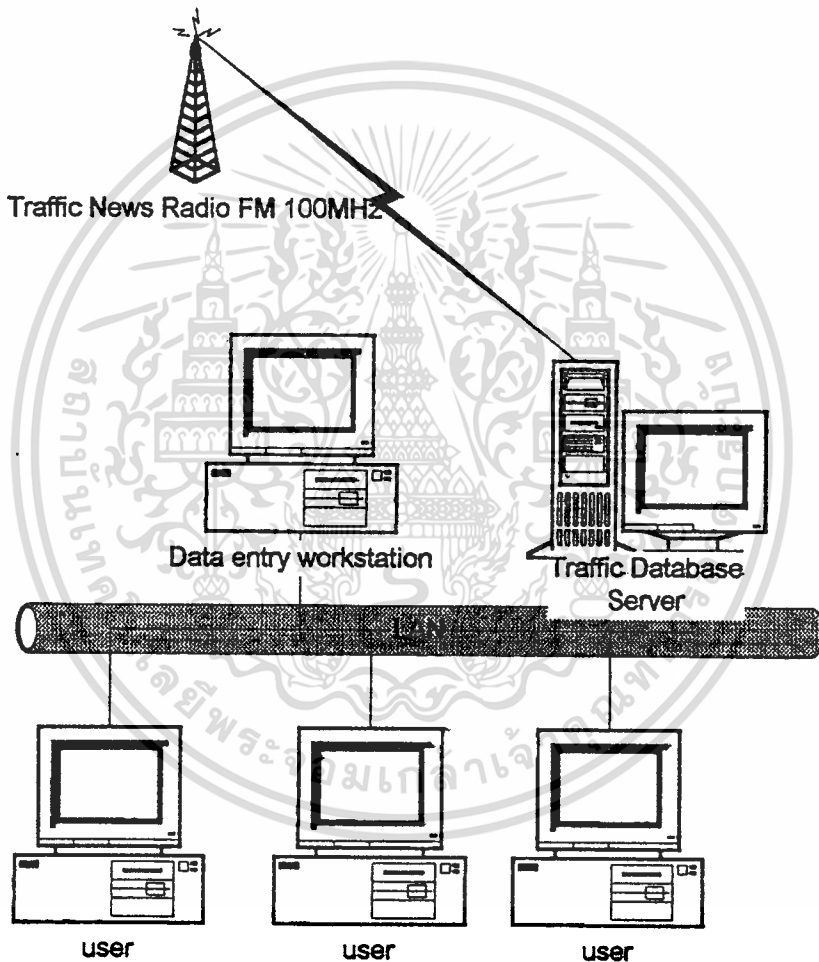 Traffic News Radio FM 100MHz
Data entry workstation
Traffic Database
Server
LAN
user
user
user